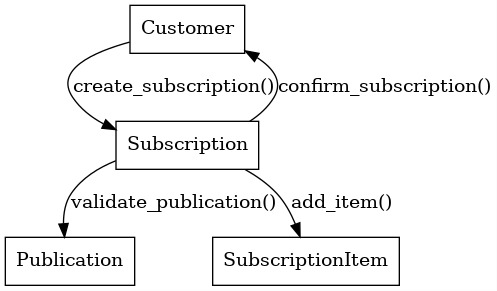 Customer
create_subscription() confirm_subscription()
Subscription
validate_publication() add_item()
Publication SubscriptionItem